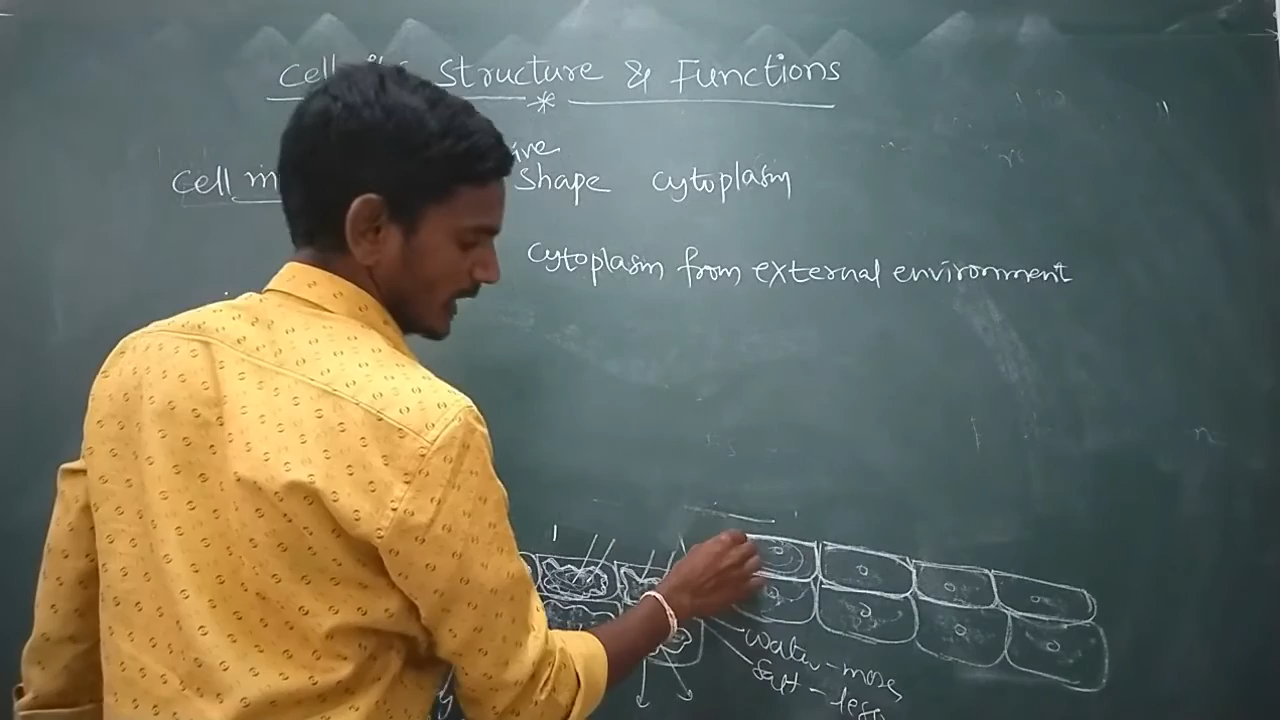 Cell Structure & Functions
ive
Cell m shape cytoplasm
cytoplasm from external environment
water - more
salt - less